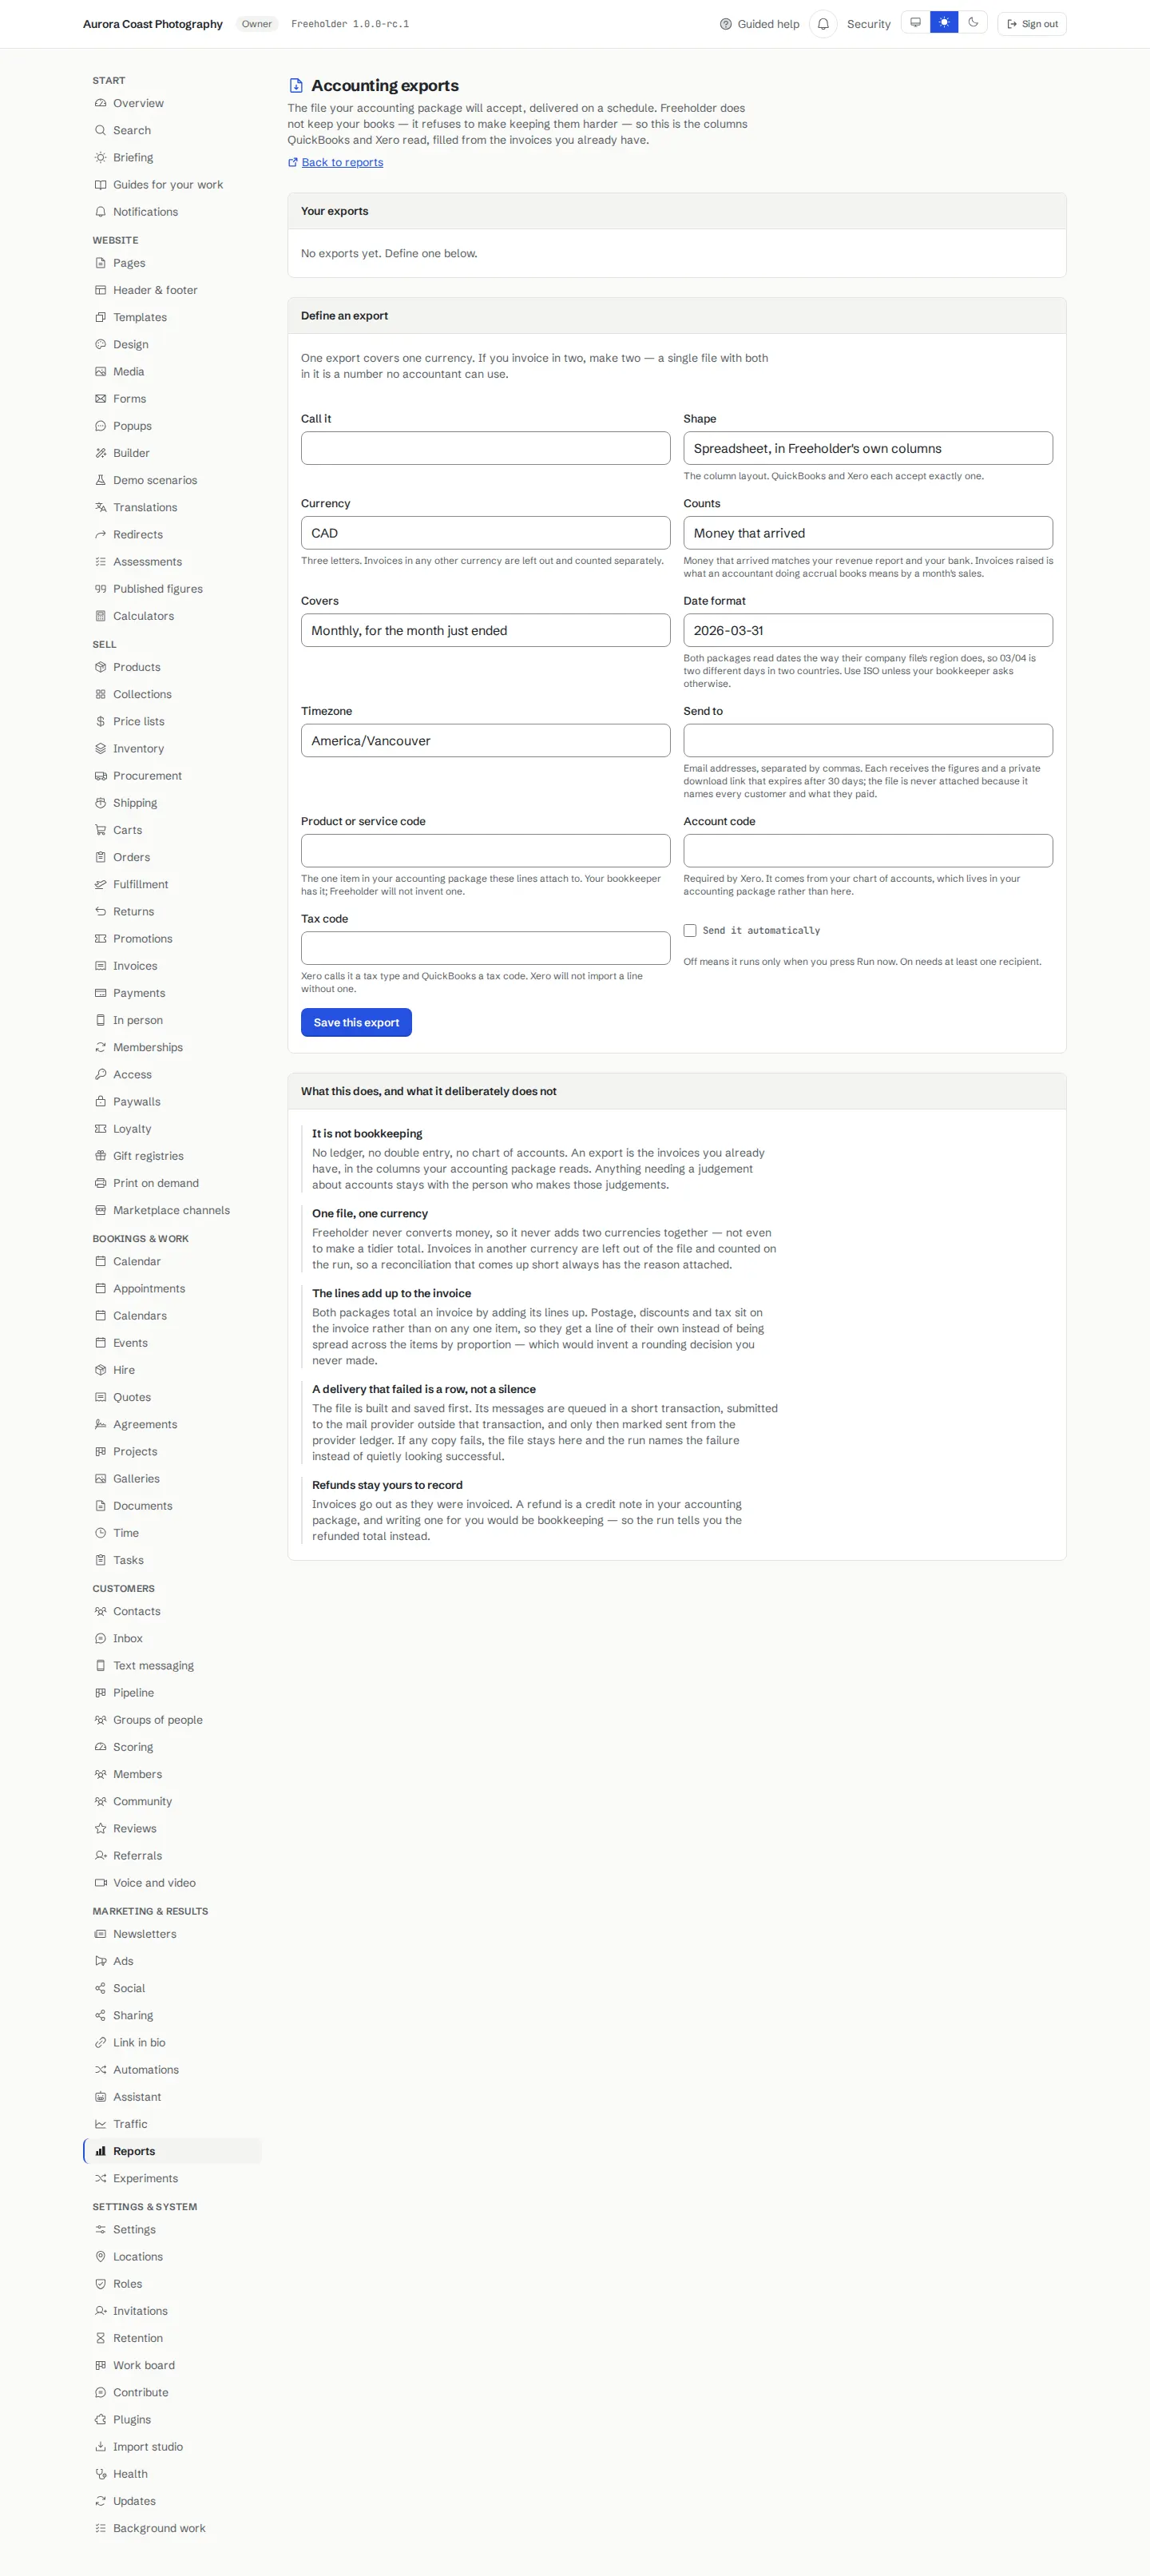 Aurora Coast Photography
Owner
Freeholder 1.0.0-rc.1
Guided help
Security
Sign out
START
Overview
Search
Briefing
Guides for your work
Notifications
WEBSITE
Pages
Header & footer
Templates
Design
Media
Forms
Popups
Builder
Demo scenarios
Translations
Redirects
Assessments
Published figures
Calculators
SELL
Products
Collections
Price lists
Inventory
Procurement
Shipping
Carts
Orders
Fulfillment
Returns
Promotions
Invoices
Payments
In person
Memberships
Access
Paywalls
Loyalty
Gift registries
Print on demand
Marketplace channels
BOOKINGS & WORK
Calendar
Appointments
Calendars
Events
Hire
Quotes
Agreements
Projects
Galleries
Documents
Time
Tasks
CUSTOMERS
Contacts
Inbox
Text messaging
Pipeline
Groups of people
Scoring
Members
Community
Reviews
Referrals
Voice and video
MARKETING & RESULTS
Newsletters
Ads
Social
Sharing
Link in bio
Automations
Assistant
Traffic
Reports
Experiments
SETTINGS & SYSTEM
Settings
Locations
Roles
Invitations
Retention
Work board
Contribute
Plugins
Import studio
Health
Updates
Background work
Accounting exports
The file your accounting package will accept, delivered on a schedule. Freeholder does
not keep your books — it refuses to make keeping them harder — so this is the columns
QuickBooks and Xero read, filled from the invoices you already have.
Back to reports
Your exports
No exports yet. Define one below.
Define an export
One export covers one currency. If you invoice in two, make two — a single file with both
in it is a number no accountant can use.
Call it
Shape
Spreadsheet, in Freeholder's own columns
The column layout. QuickBooks and Xero each accept exactly one.
Currency
CAD
Three letters. Invoices in any other currency are left out and counted separately.
Counts
Money that arrived
Money that arrived matches your revenue report and your bank. Invoices raised is
what an accountant doing accrual books means by a month's sales.
Covers
Monthly, for the month just ended
Date format
2026-03-31
Both packages read dates the way their company file's region does, so 03/04 is
two different days in two countries. Use ISO unless your bookkeeper asks
otherwise.
Timezone
America/Vancouver
Send to
Email addresses, separated by commas. Each receives the figures and a private
download link that expires after 30 days; the file is never attached because it
names every customer and what they paid.
Product or service code
The one item in your accounting package these lines attach to. Your bookkeeper
has it; Freeholder will not invent one.
Account code
Required by Xero. It comes from your chart of accounts, which lives in your
accounting package rather than here.
Tax code
Xero calls it a tax type and QuickBooks a tax code. Xero will not import a line
without one.
Send it automatically
Off means it runs only when you press Run now. On needs at least one recipient.
Save this export
What this does, and what it deliberately does not
It is not bookkeeping
No ledger, no double entry, no chart of accounts. An export is the invoices you already
have, in the columns your accounting package reads. Anything needing a judgement
about accounts stays with the person who makes those judgements.
One file, one currency
Freeholder never converts money, so it never adds two currencies together — not even
to make a tidier total. Invoices in another currency are left out of the file and counted on
the run, so a reconciliation that comes up short always has the reason attached.
The lines add up to the invoice
Both packages total an invoice by adding its lines up. Postage, discounts and tax sit on
the invoice rather than on any one item, so they get a line of their own instead of being
spread across the items by proportion — which would invent a rounding decision you
never made.
A delivery that failed is a row, not a silence
The file is built and saved first. Its messages are queued in a short transaction, submitted
to the mail provider outside that transaction, and only then marked sent from the
provider ledger. If any copy fails, the file stays here and the run names the failure
instead of quietly looking successful.
Refunds stay yours to record
Invoices go out as they were invoiced. A refund is a credit note in your accounting
package, and writing one for you would be bookkeeping — so the run tells you the
refunded total instead.